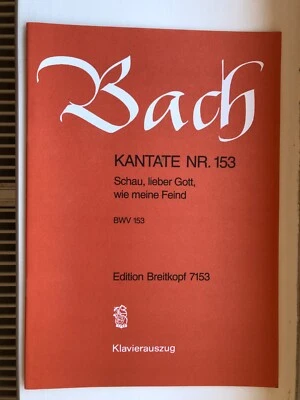 Bach
KANTATE NR. 153
Schau, lieber Gott,
wie meine Feind
BWV 153
Edition Breitkopf 7153
Klavierauszug